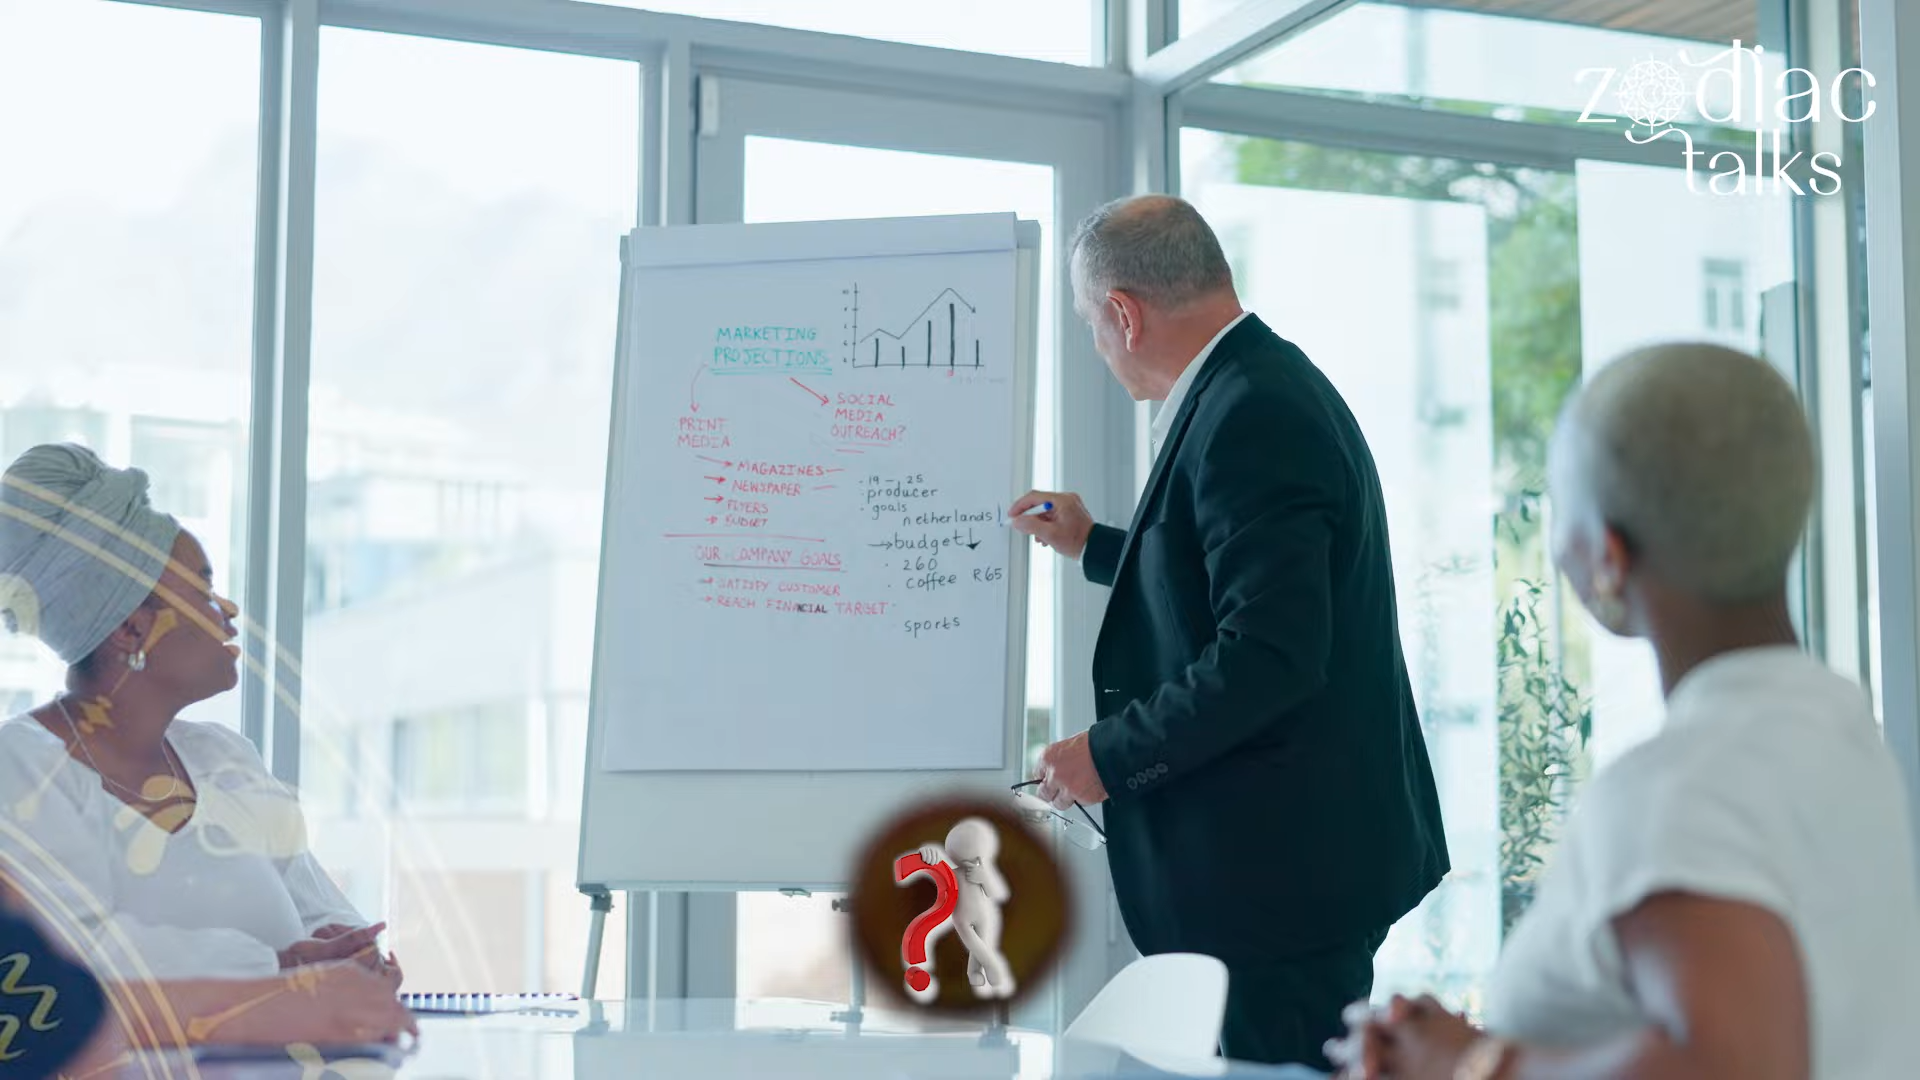 zodiac
talks
MARKETING
PROJECTIONS
SOCIAL
MEDIA
OUTREACH?
PRINT
MEDIA
MAGAZINES
NEWSPAPER
FLYERS
BUDGET
OUR COMPANY GOALS
SATISFY CUSTOMER
REACH FINANCIAL TARGET
19 - 25
producer
goals
netherlands
budget
260
coffee R65
sports
?